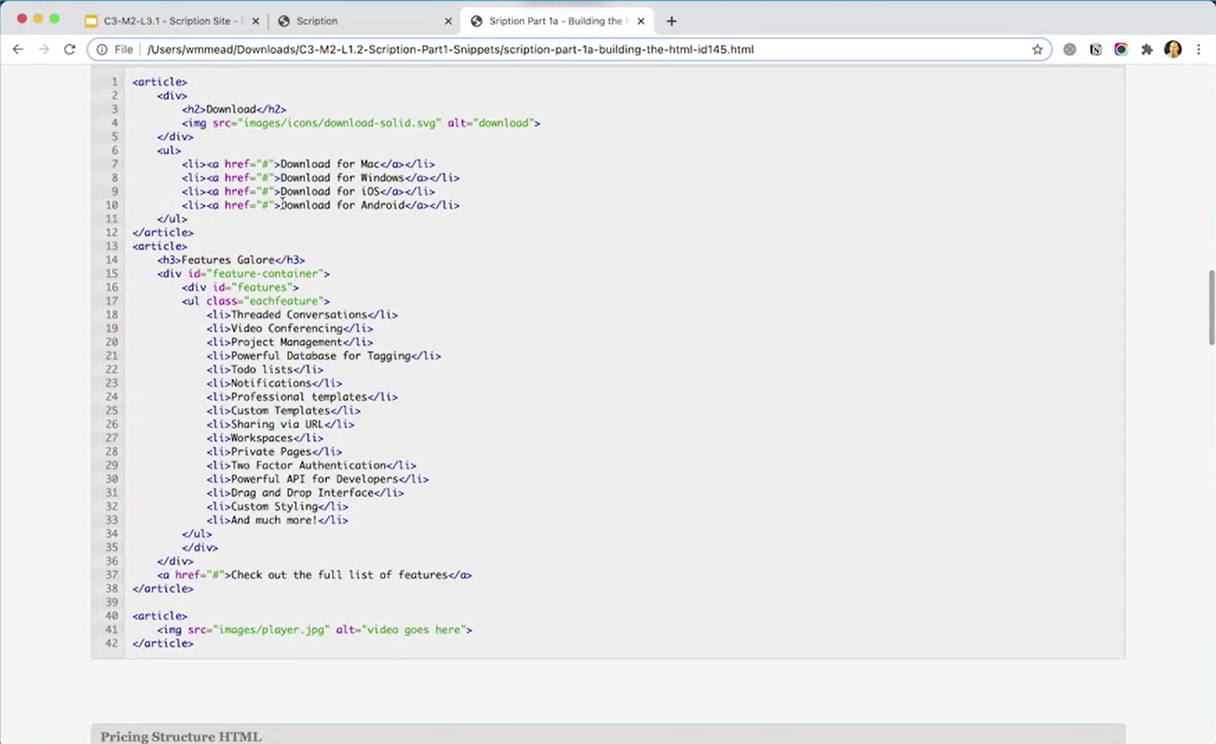 C3-M2-L3.1 - Scription Site -
Scription
Sription Part 1a - Building the
File /Users/wmmead/Downloads/C3-M2-L1.2-Scription-Part1-Snippets/scription-part-1a-building-the-html-id145.html
1 <article>
2 <div>
3 <h2>Download</h2>
4 <img src="images/icons/download-solid.svg" alt="download">
5 </div>
6 <ul>
7 <li><a href="#">Download for Mac</a></li>
8 <li><a href="#">Download for Windows</a></li>
9 <li><a href="#">Download for iOS</a></li>
10 <li><a href="#">Download for Android</a></li>
11 </ul>
12 </article>
13 <article>
14 <h3>Features Galore</h3>
15 <div id="feature-container">
16 <div id="features">
17 <ul class="eachfeature">
18 <li>Threaded Conversations</li>
19 <li>Video Conferencing</li>
20 <li>Project Management</li>
21 <li>Powerful Database for Tagging</li>
22 <li>Todo lists</li>
23 <li>Notifications</li>
24 <li>Professional templates</li>
25 <li>Custom Templates</li>
26 <li>Sharing via URL</li>
27 <li>Workspaces</li>
28 <li>Private Pages</li>
29 <li>Two Factor Authentication</li>
30 <li>Powerful API for Developers</li>
31 <li>Drag and Drop Interface</li>
32 <li>Custom Styling</li>
33 <li>And much more!</li>
34 </ul>
35 </div>
36 </div>
37 <a href="#">Check out the full list of features</a>
38 </article>
39
40 <article>
41 <img src="images/player.jpg" alt="video goes here">
42 </article>
Pricing Structure HTML